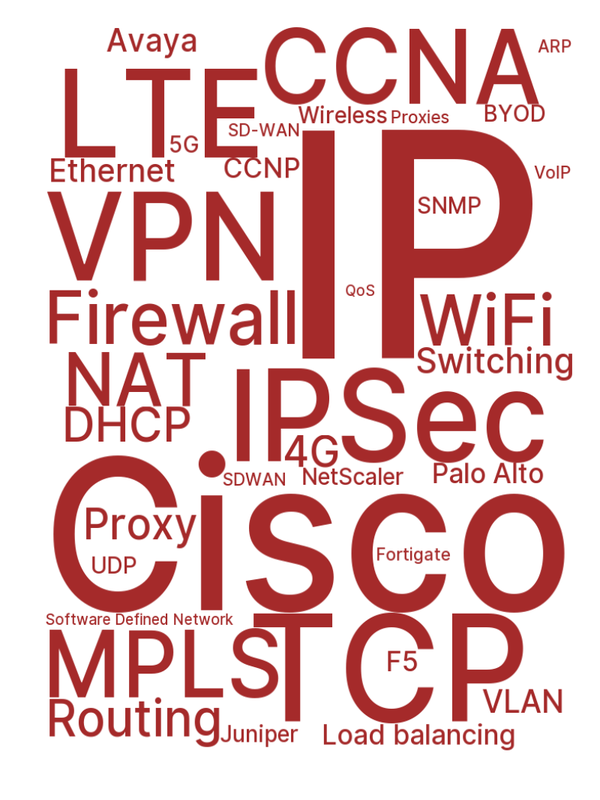 Avaya
CCNA
ARP
LTE
Wireless
Proxies
BYOD
5G
SD-WAN
Ethernet
CCNP
IP
VoIP
VPN
SNMP
QoS
Firewall
WiFi
Switching
NAT
DHCP
IPSec
4G
SDWAN
NetScaler
Palo Alto
Cisco
Proxy
UDP
Fortigate
Software Defined Network
MPLS
TCP
F5
VLAN
Routing
Juniper
Load balancing